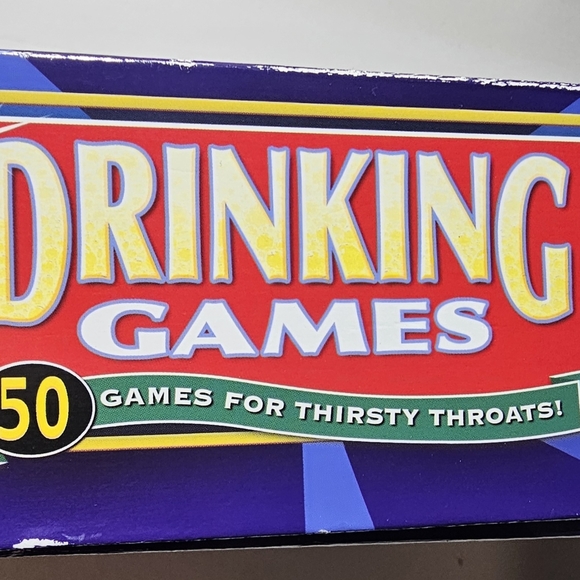 DRINKING
GAMES
50 GAMES FOR THIRSTY THROATS!